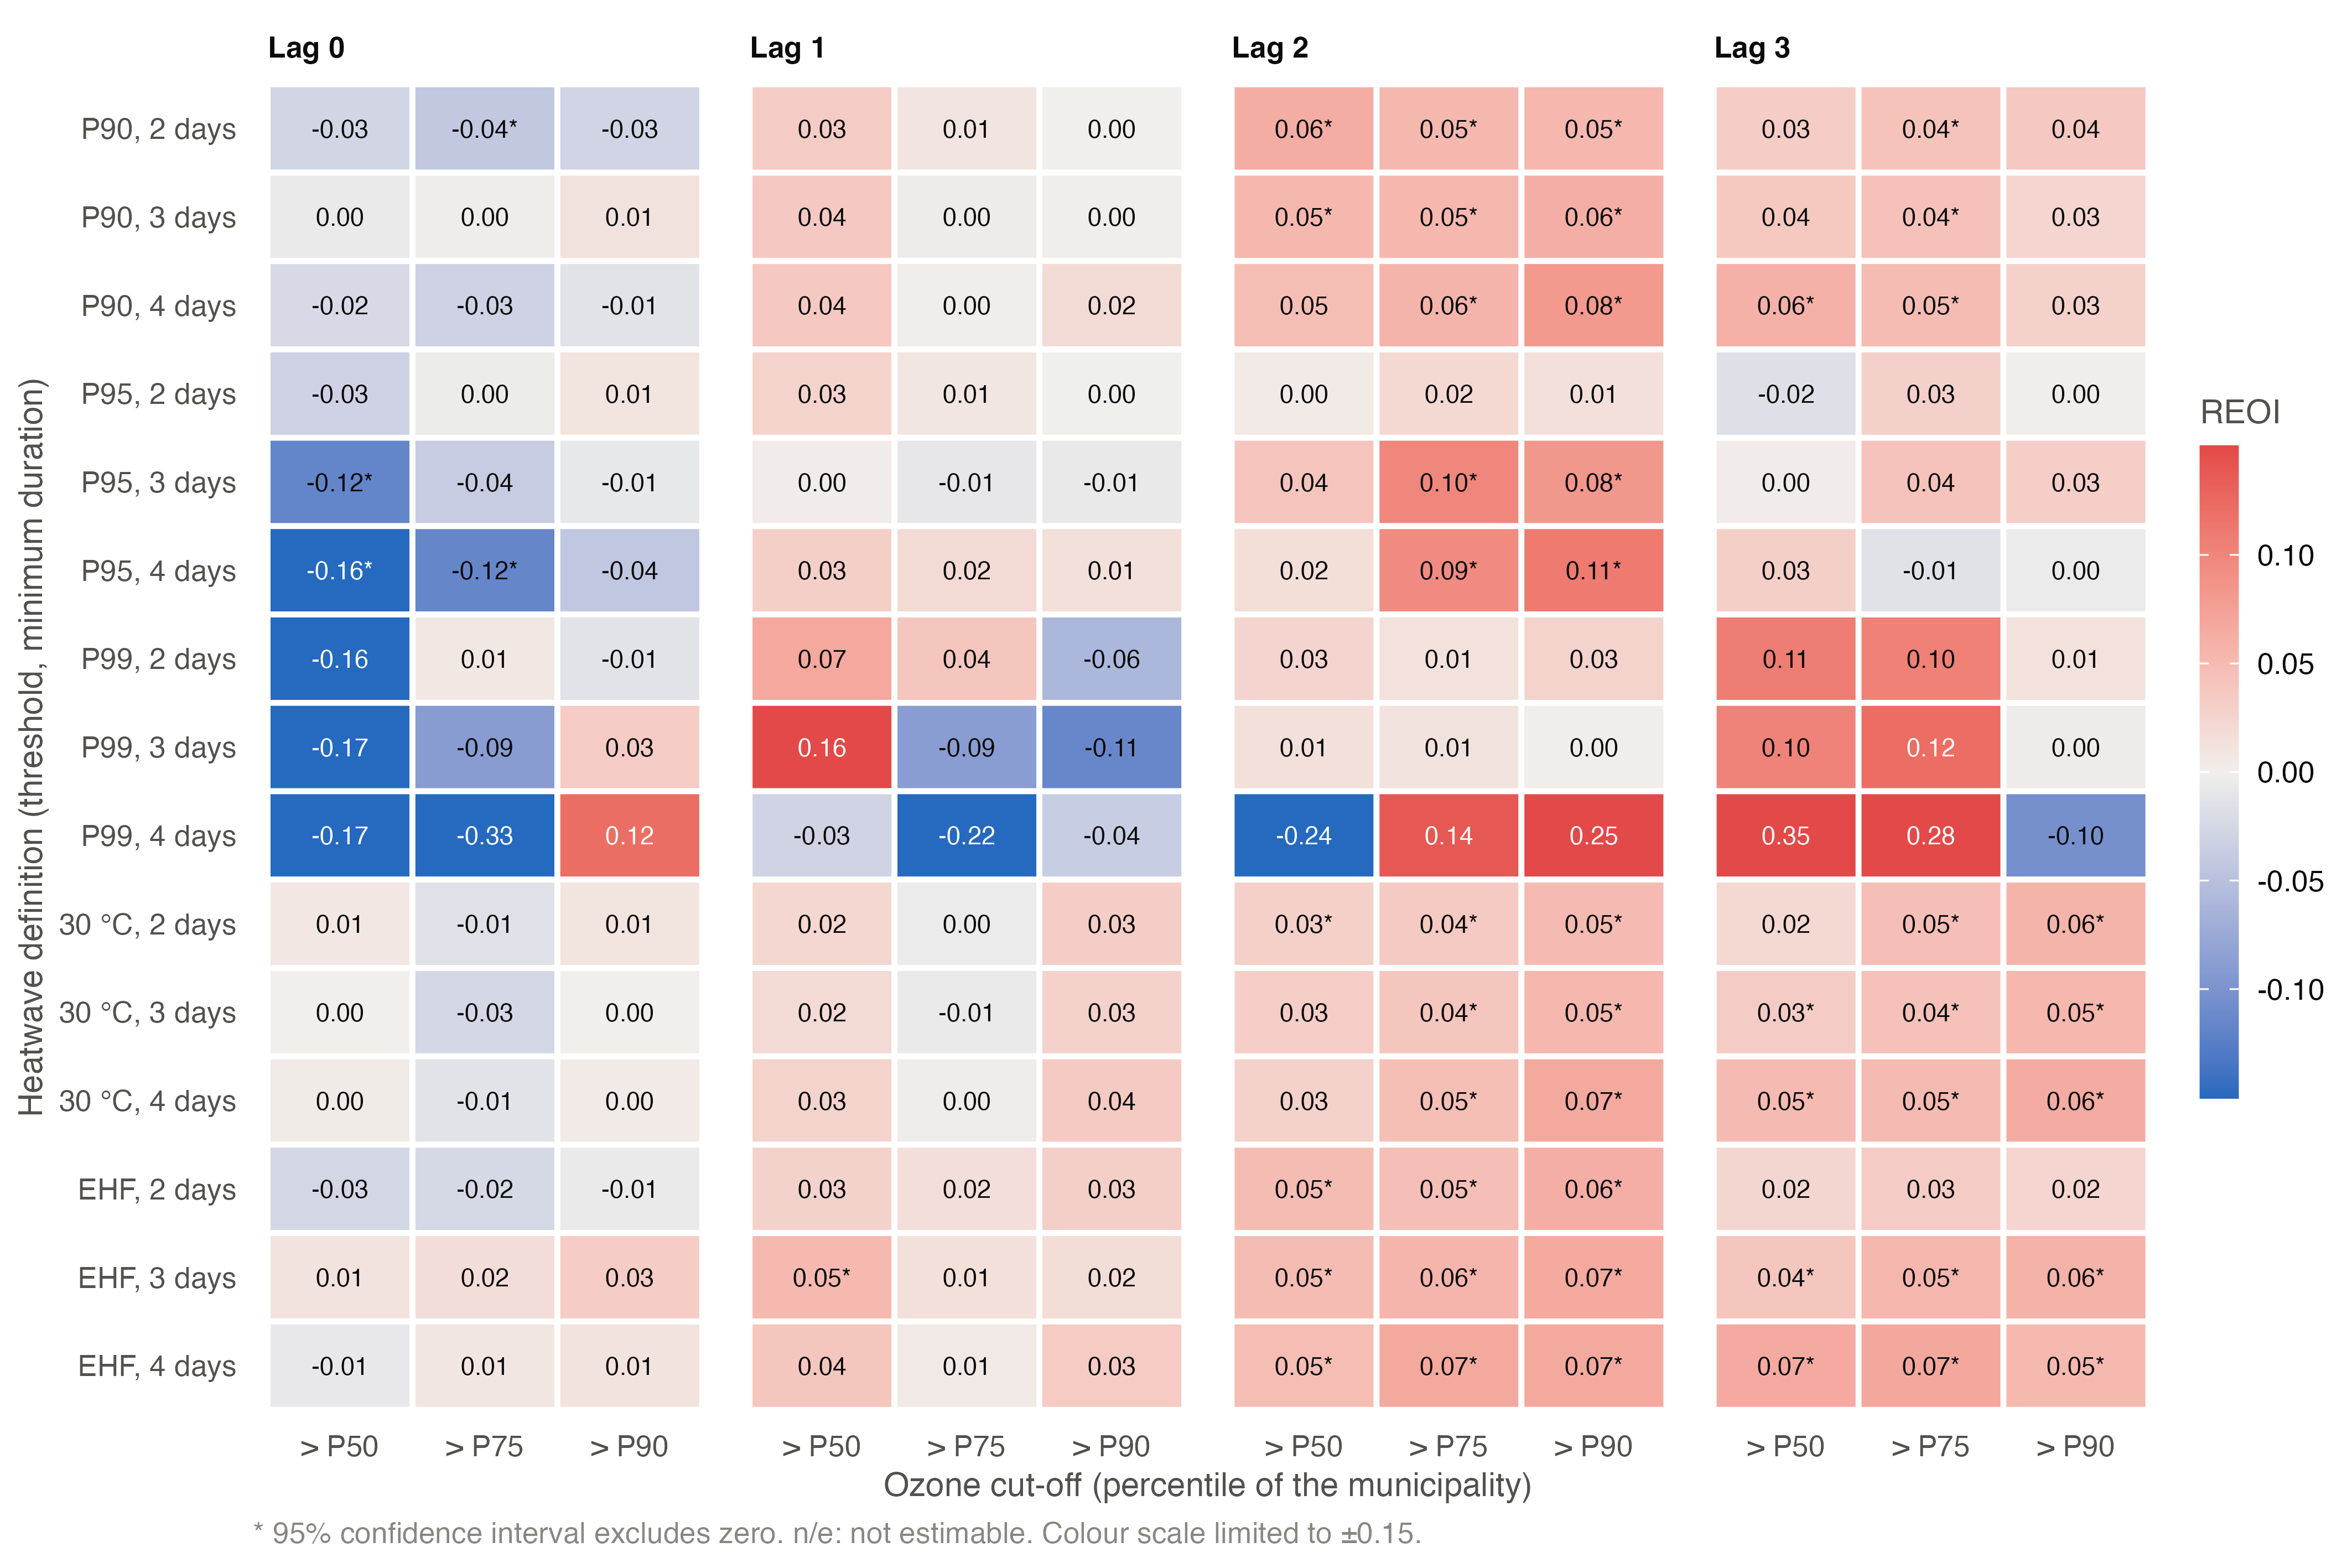 Lag 0 Lag 1 Lag 2 Lag 3
P90, 2 days -0.03 -0.04* -0.03 0.03 0.01 0.00 0.06* 0.05* 0.05* 0.03 0.04* 0.04
P90, 3 days 0.00 0.00 0.01 0.04 0.00 0.00 0.05* 0.05* 0.06* 0.04 0.04* 0.03
P90, 4 days -0.02 -0.03 -0.01 0.04 0.00 0.02 0.05 0.06* 0.08* 0.06* 0.05* 0.03
P95, 2 days -0.03 0.00 0.01 0.03 0.01 0.00 0.00 0.02 0.01 -0.02 0.03 0.00
P95, 3 days -0.12* -0.04 -0.01 0.00 -0.01 -0.01 0.04 0.10* 0.08* 0.00 0.04 0.03
P95, 4 days -0.16* -0.12* -0.04 0.03 0.02 0.01 0.02 0.09* 0.11* 0.03 -0.01 0.00
P99, 2 days -0.16 0.01 -0.01 0.07 0.04 -0.06 0.03 0.01 0.03 0.11 0.10 0.01
P99, 3 days -0.17 -0.09 0.03 0.16 -0.09 -0.11 0.01 0.01 0.00 0.10 0.12 0.00
P99, 4 days -0.17 -0.33 0.12 -0.03 -0.22 -0.04 -0.24 0.14 0.25 0.35 0.28 -0.10
30 °C, 2 days 0.01 -0.01 0.01 0.02 0.00 0.03 0.03* 0.04* 0.05* 0.02 0.05* 0.06*
30 °C, 3 days 0.00 -0.03 0.00 0.02 -0.01 0.03 0.03 0.04* 0.05* 0.03* 0.04* 0.05*
30 °C, 4 days 0.00 -0.01 0.00 0.03 0.00 0.04 0.03 0.05* 0.07* 0.05* 0.05* 0.06*
EHF, 2 days -0.03 -0.02 -0.01 0.03 0.02 0.03 0.05* 0.05* 0.06* 0.02 0.03 0.02
EHF, 3 days 0.01 0.02 0.03 0.05* 0.01 0.02 0.05* 0.06* 0.07* 0.04* 0.05* 0.06*
EHF, 4 days -0.01 0.01 0.01 0.04 0.01 0.03 0.05* 0.07* 0.07* 0.07* 0.07* 0.05*
> P50 > P75 > P90 > P50 > P75 > P90 > P50 > P75 > P90 > P50 > P75 > P90
Ozone cut-off (percentile of the municipality)
Heatwave definition (threshold, minimum duration)
REOI
0.10
0.05
0.00
-0.05
-0.10
* 95% confidence interval excludes zero. n/e: not estimable. Colour scale limited to ±0.15.